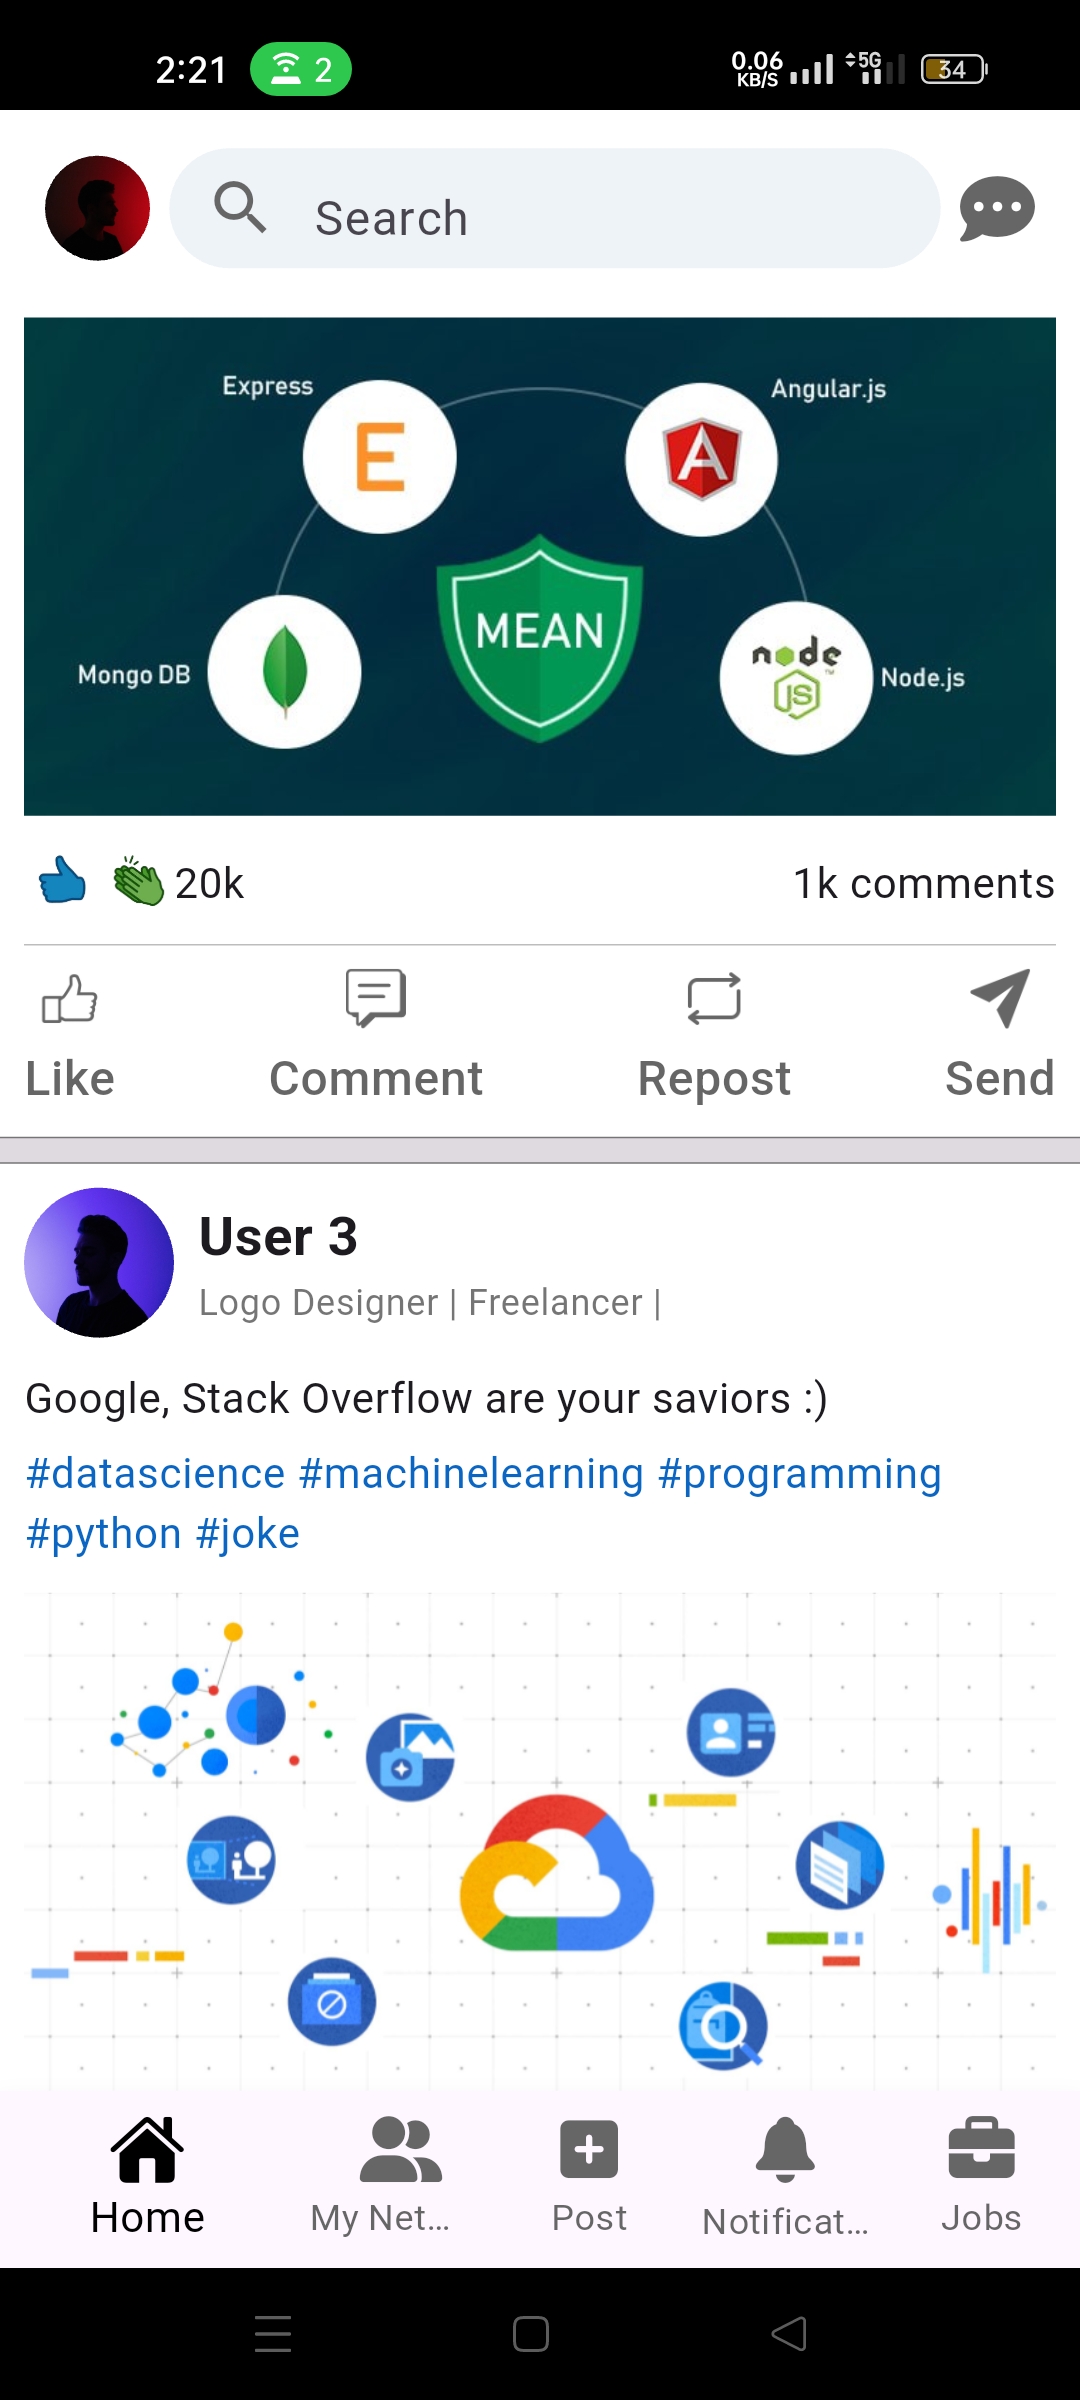 2:21 2 0.06 KB/S 5G 34
Search
Express
E
Angular.js
A
MEAN
Mongo DB
node
JS
™
Node.js
20k 1k comments
Like Comment Repost Send
User 3
Logo Designer | Freelancer |
Google, Stack Overflow are your saviors :)
#datascience #machinelearning #programming
#python #joke
Home My Net... Post Notificat... Jobs